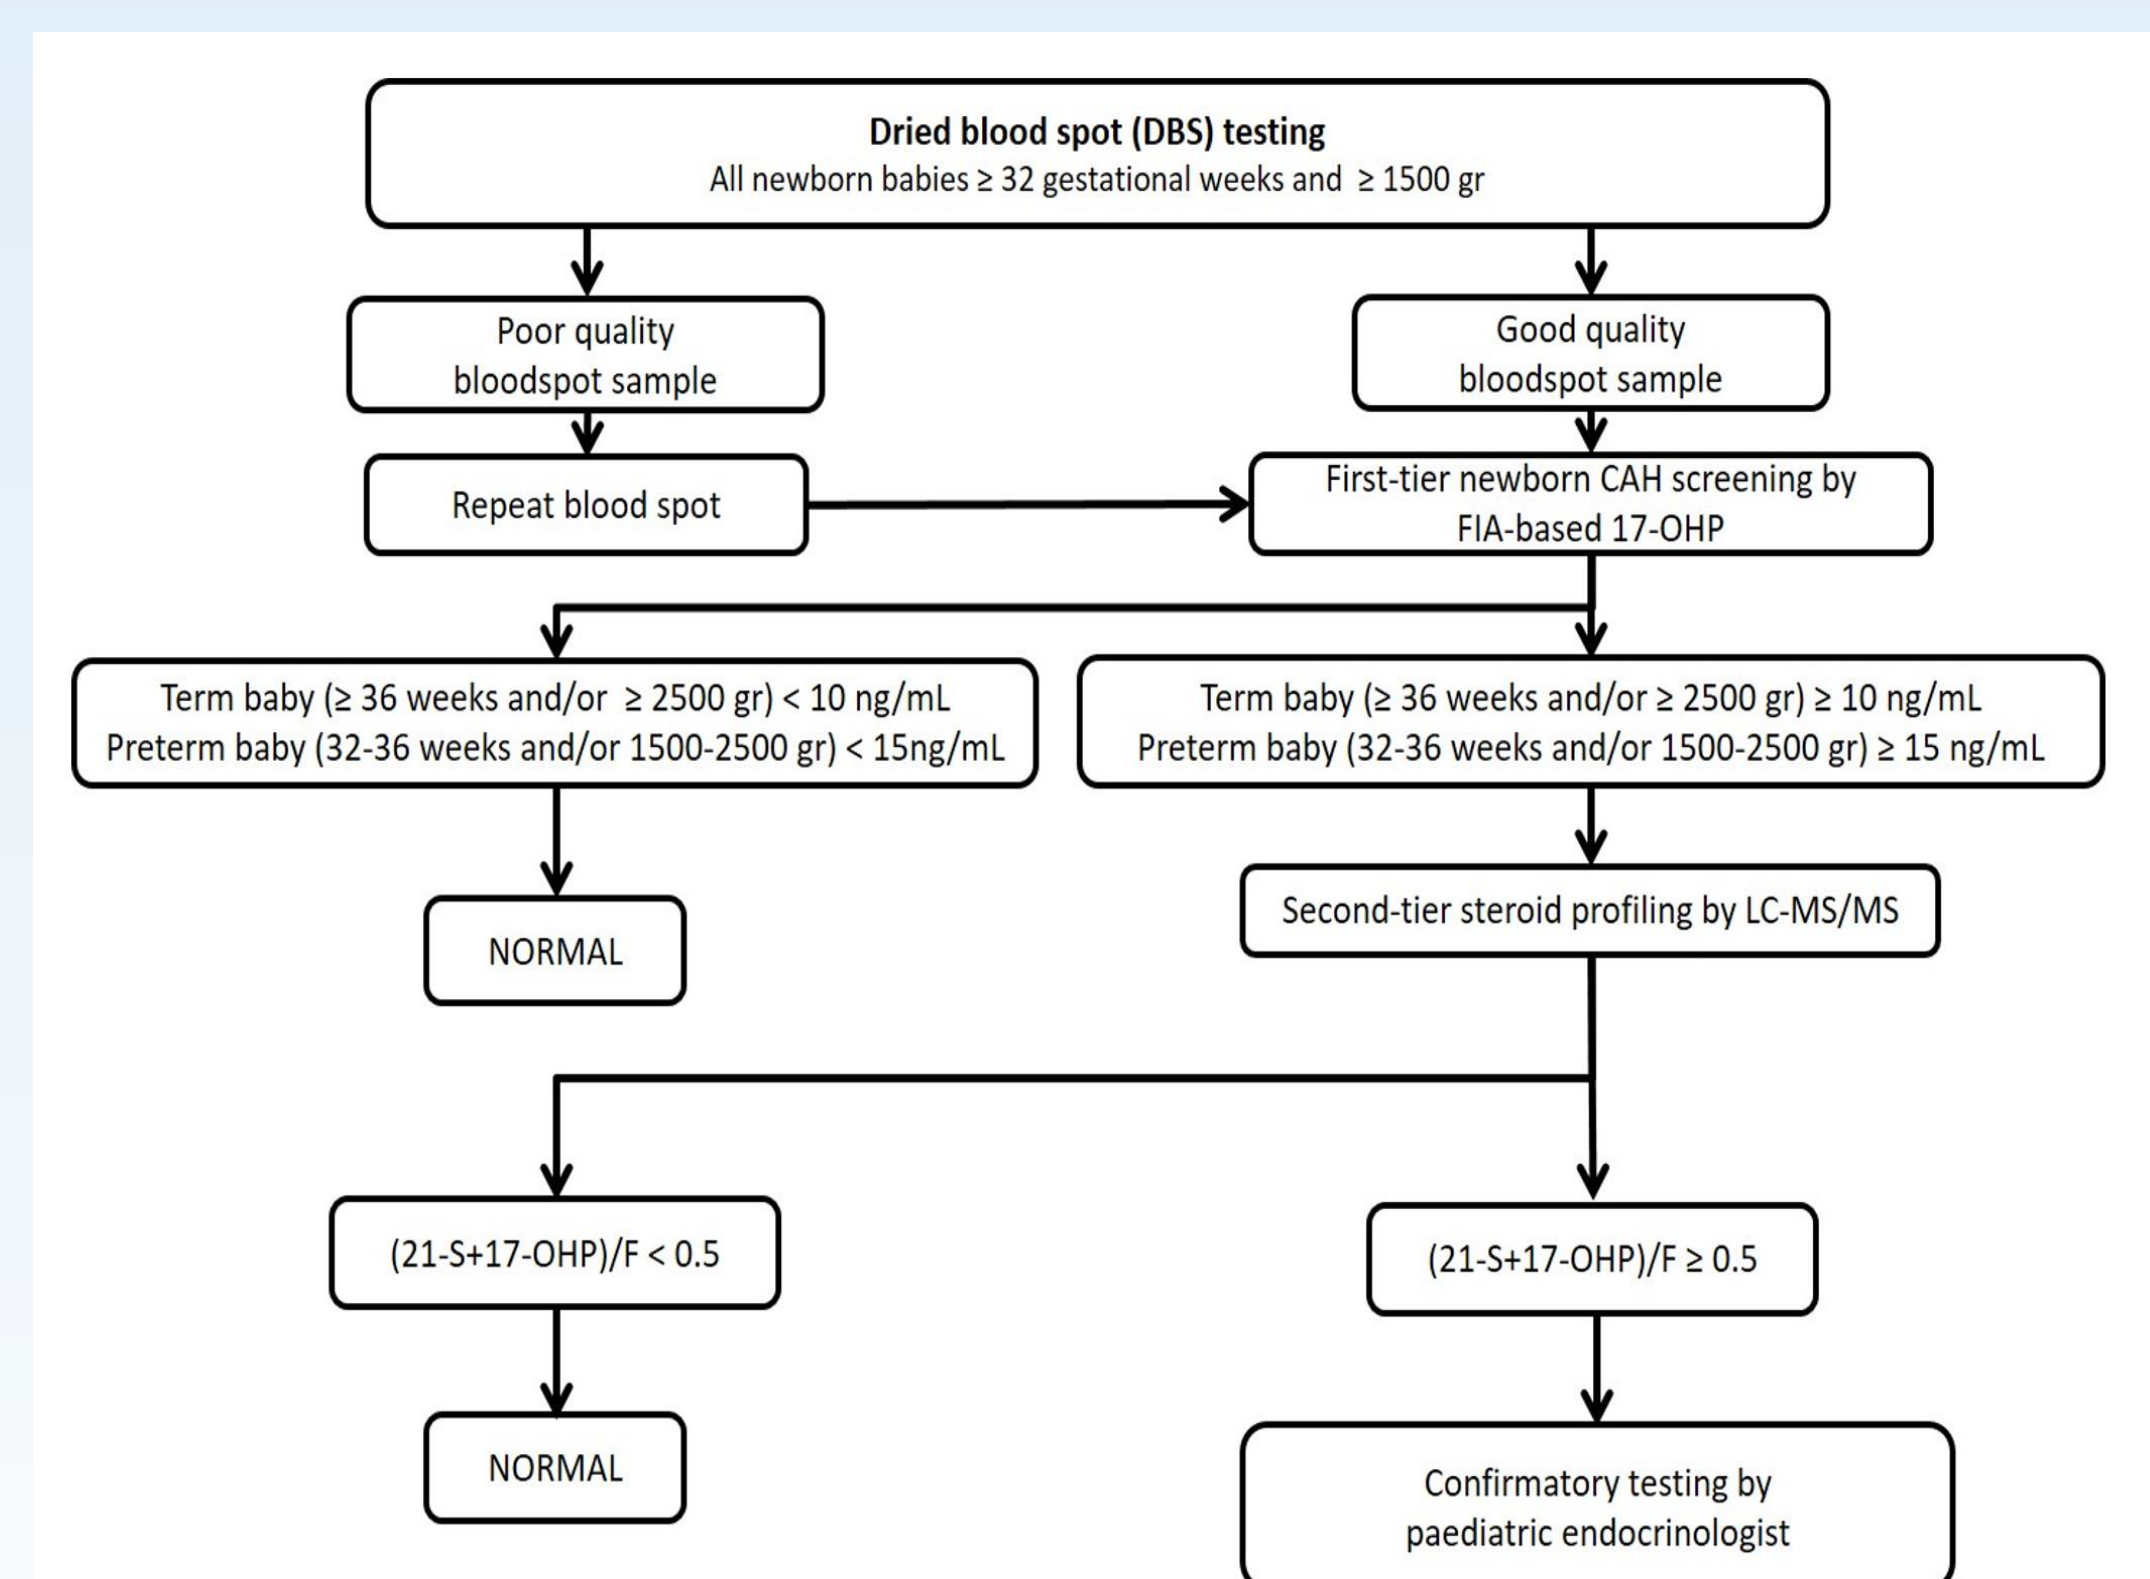 Dried blood spot (DBS) testing
All newborn babies ≥ 32 gestational weeks and ≥ 1500 gr
Poor quality
bloodspot sample
Good quality
bloodspot sample
Repeat blood spot
First-tier newborn CAH screening by
FIA-based 17-OHP
Term baby (≥ 36 weeks and/or ≥ 2500 gr) < 10 ng/mL
Preterm baby (32-36 weeks and/or 1500-2500 gr) < 15ng/mL
Term baby (≥ 36 weeks and/or ≥ 2500 gr) ≥ 10 ng/mL
Preterm baby (32-36 weeks and/or 1500-2500 gr) ≥ 15 ng/mL
NORMAL
Second-tier steroid profiling by LC-MS/MS
(21-S+17-OHP)/F < 0.5
(21-S+17-OHP)/F ≥ 0.5
NORMAL
Confirmatory testing by
paediatric endocrinologist